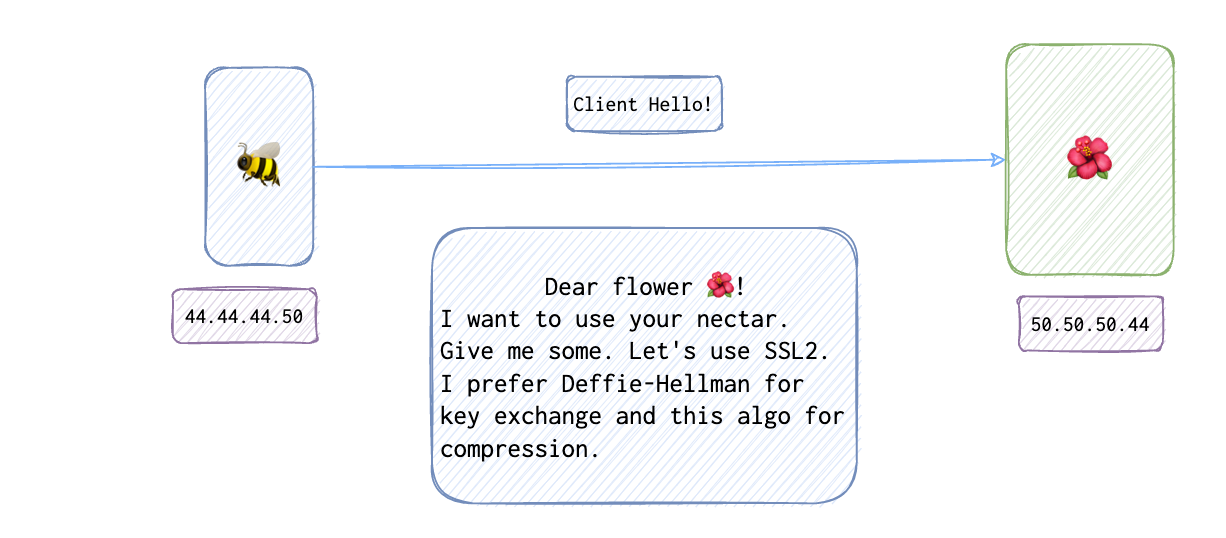 Client Hello!
44.44.44.50
50.50.50.44
Dear flower 🌺!
I want to use your nectar.
Give me some. Let's use SSL2.
I prefer Deffie-Hellman for
key exchange and this algo for
compression.